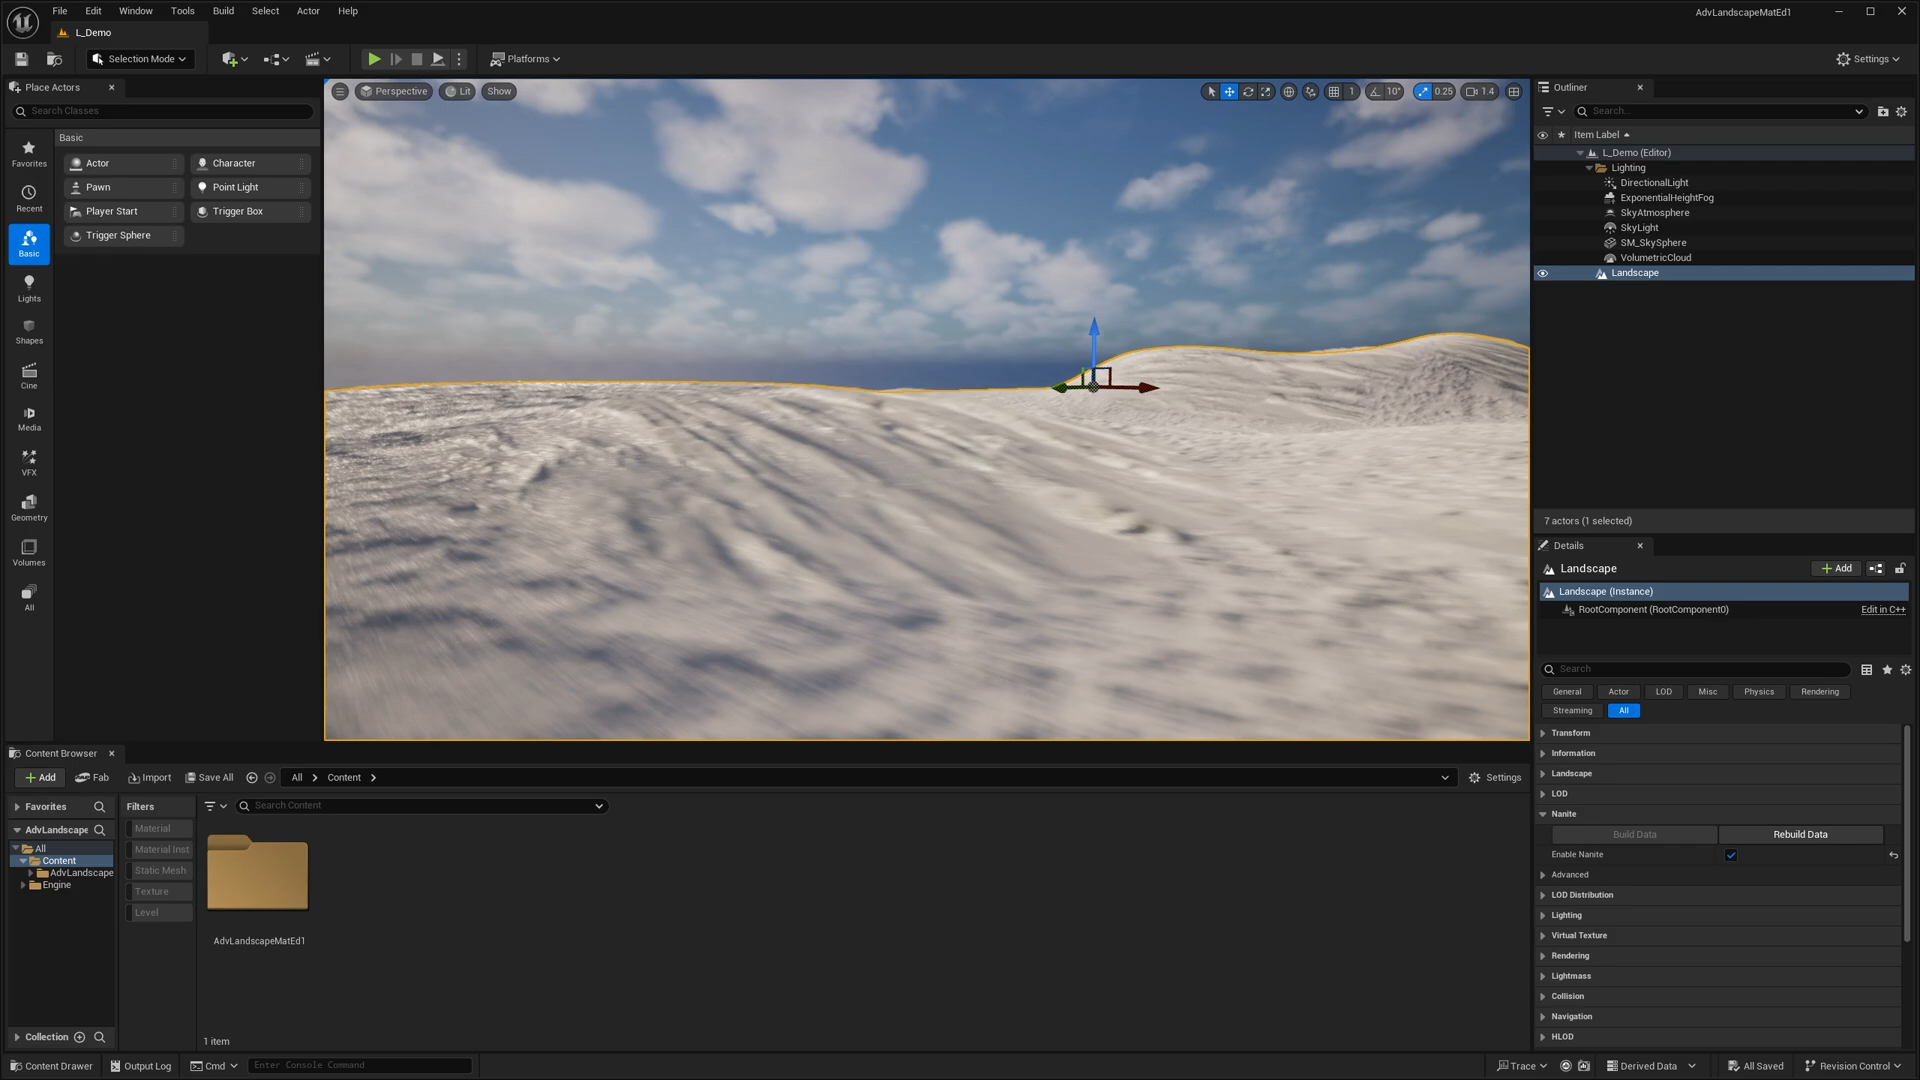 File Edit Window Tools Build Select Actor Help
AdvLandscapeMatEd1
L_Demo
Selection Mode
Platforms
Settings
Place Actors
Search Classes
Favorites
Recent
Basic
Lights
Shapes
Cine
Media
VFX
Geometry
Volumes
All
Basic
Actor
Character
Pawn
Point Light
Player Start
Trigger Box
Trigger Sphere
Perspective Lit Show
1 10° 0.25 1.4
Outliner
Search...
Item Label
L_Demo (Editor)
Lighting
DirectionalLight
ExponentialHeightFog
SkyAtmosphere
SkyLight
SM_SkySphere
VolumetricCloud
Landscape
7 actors (1 selected)
Details
Landscape
Add
Landscape (Instance)
RootComponent (RootComponent0) Edit in C++
Search
General Actor LOD Misc Physics Rendering
Streaming All
Transform
Information
Landscape
LOD
Nanite
Build Data Rebuild Data
Enable Nanite
Advanced
LOD Distribution
Lighting
Virtual Texture
Rendering
Lightmass
Collision
Navigation
HLOD
Content Browser
Add Fab Import Save All All Content Settings
Favorites
AdvLandscape
All
Content
AdvLandscape
Engine
Collection
Filters
Material
Material Inst
Static Mesh
Texture
Level
Search Content
AdvLandscapeMatEd1
1 item
Content Drawer Output Log Cmd Enter Console Command
Trace Derived Data All Saved Revision Control